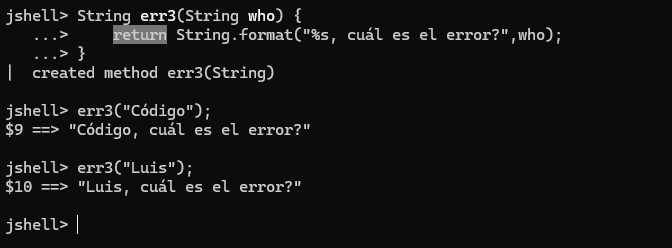 jshell> String err3(String who) {
   ...>     return String.format("%s, cuál es el error?",who);
   ...> }
|  created method err3(String)
jshell> err3("Código");
$9 ==> "Código, cuál es el error?"
jshell> err3("Luis");
$10 ==> "Luis, cuál es el error?"
jshell>